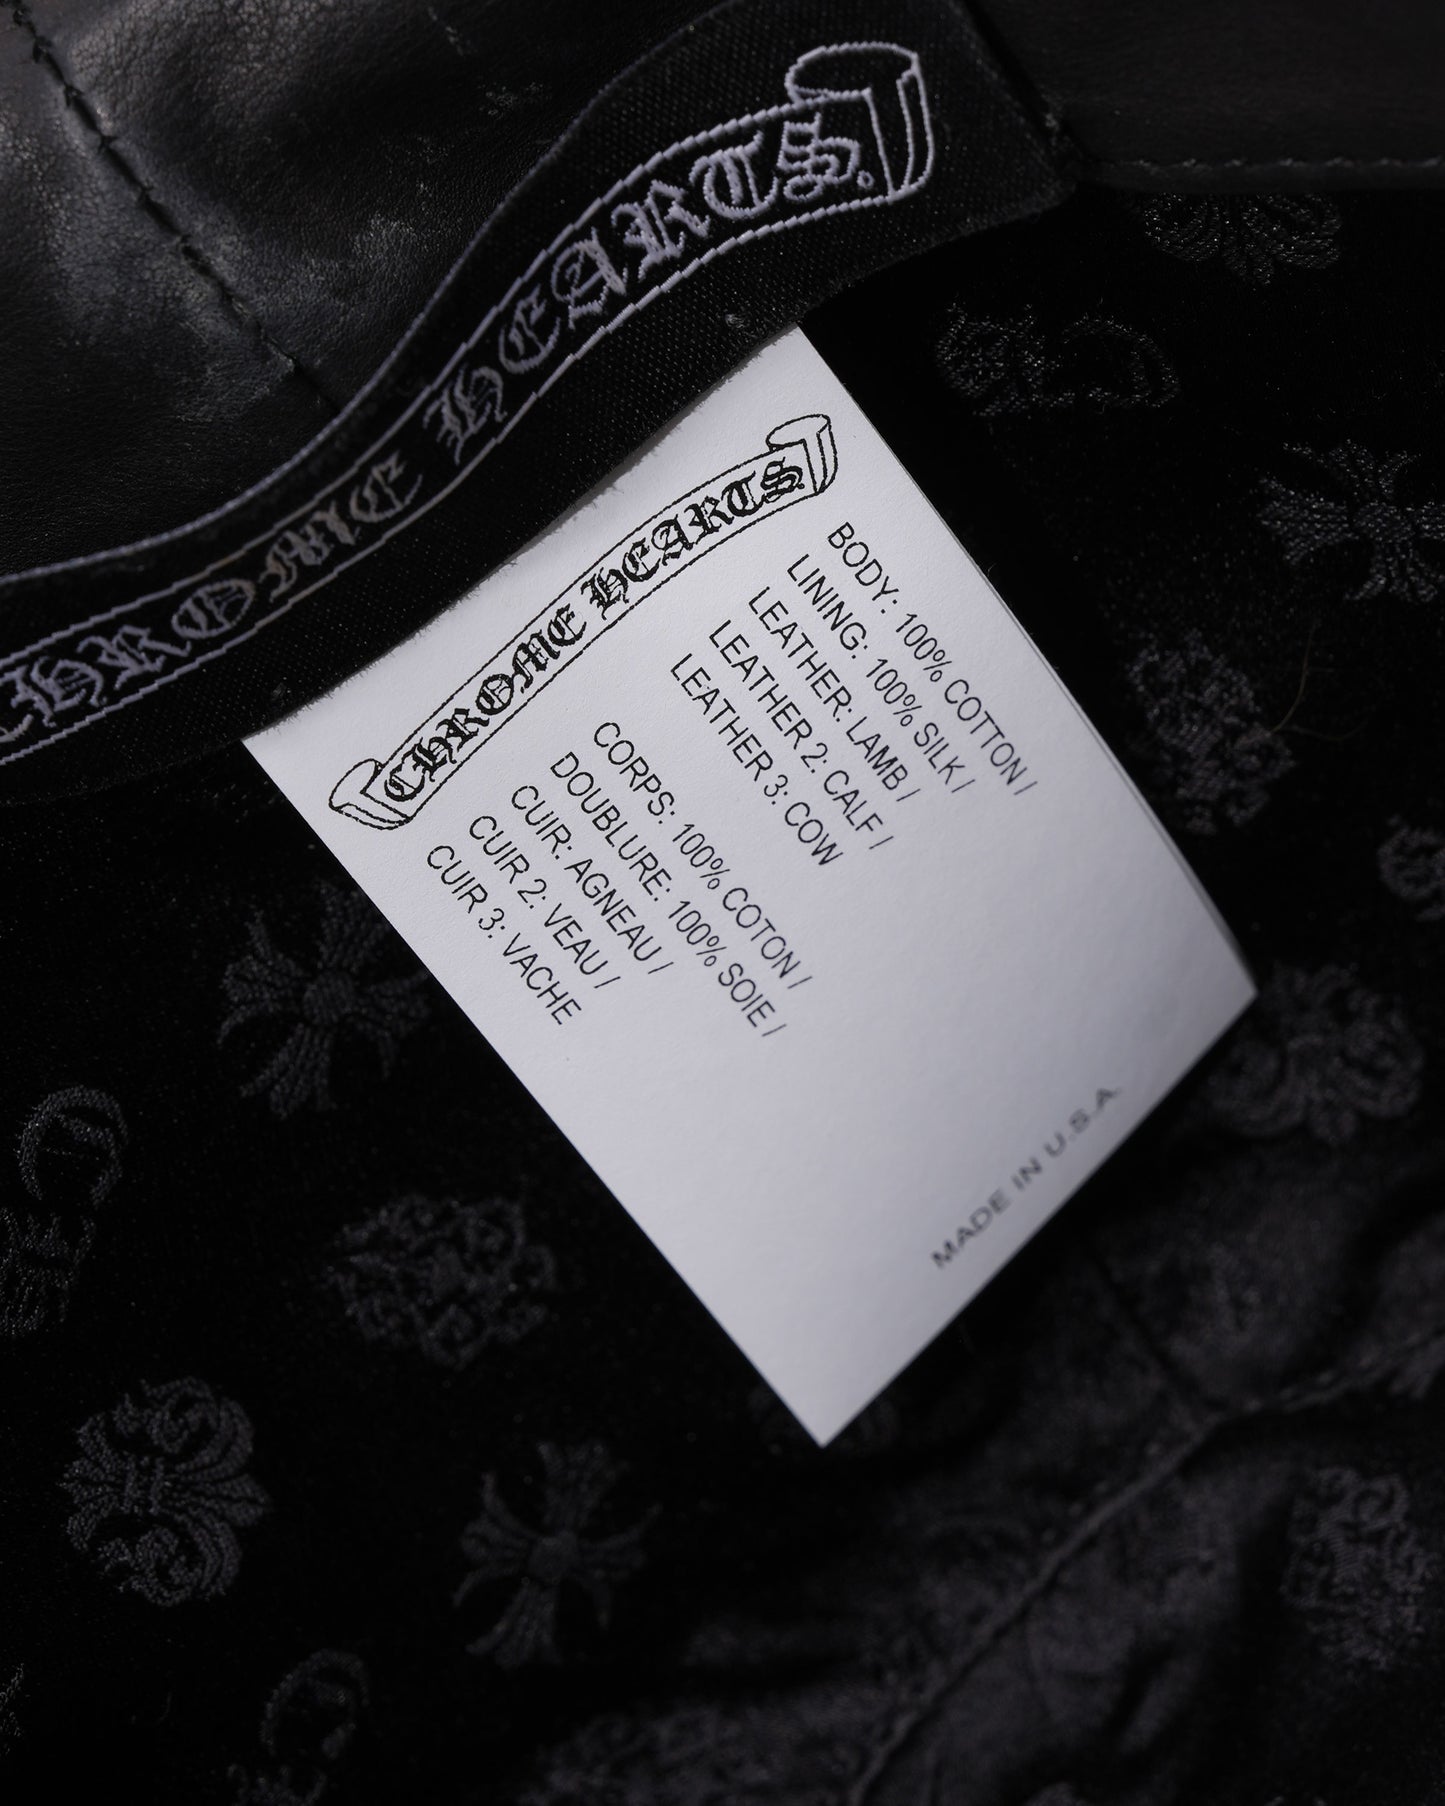 CHROME HEARTS.
CHROME HEARTS.
BODY: 100% COTTON /
LINING: 100% SILK /
LEATHER: LAMB /
LEATHER 2: CALF /
LEATHER 3: COW
CORPS: 100% COTON /
DOUBLURE: 100% SOIE /
CUIR: AGNEAU /
CUIR 2: VEAU /
CUIR 3: VACHE
MADE IN U.S.A.